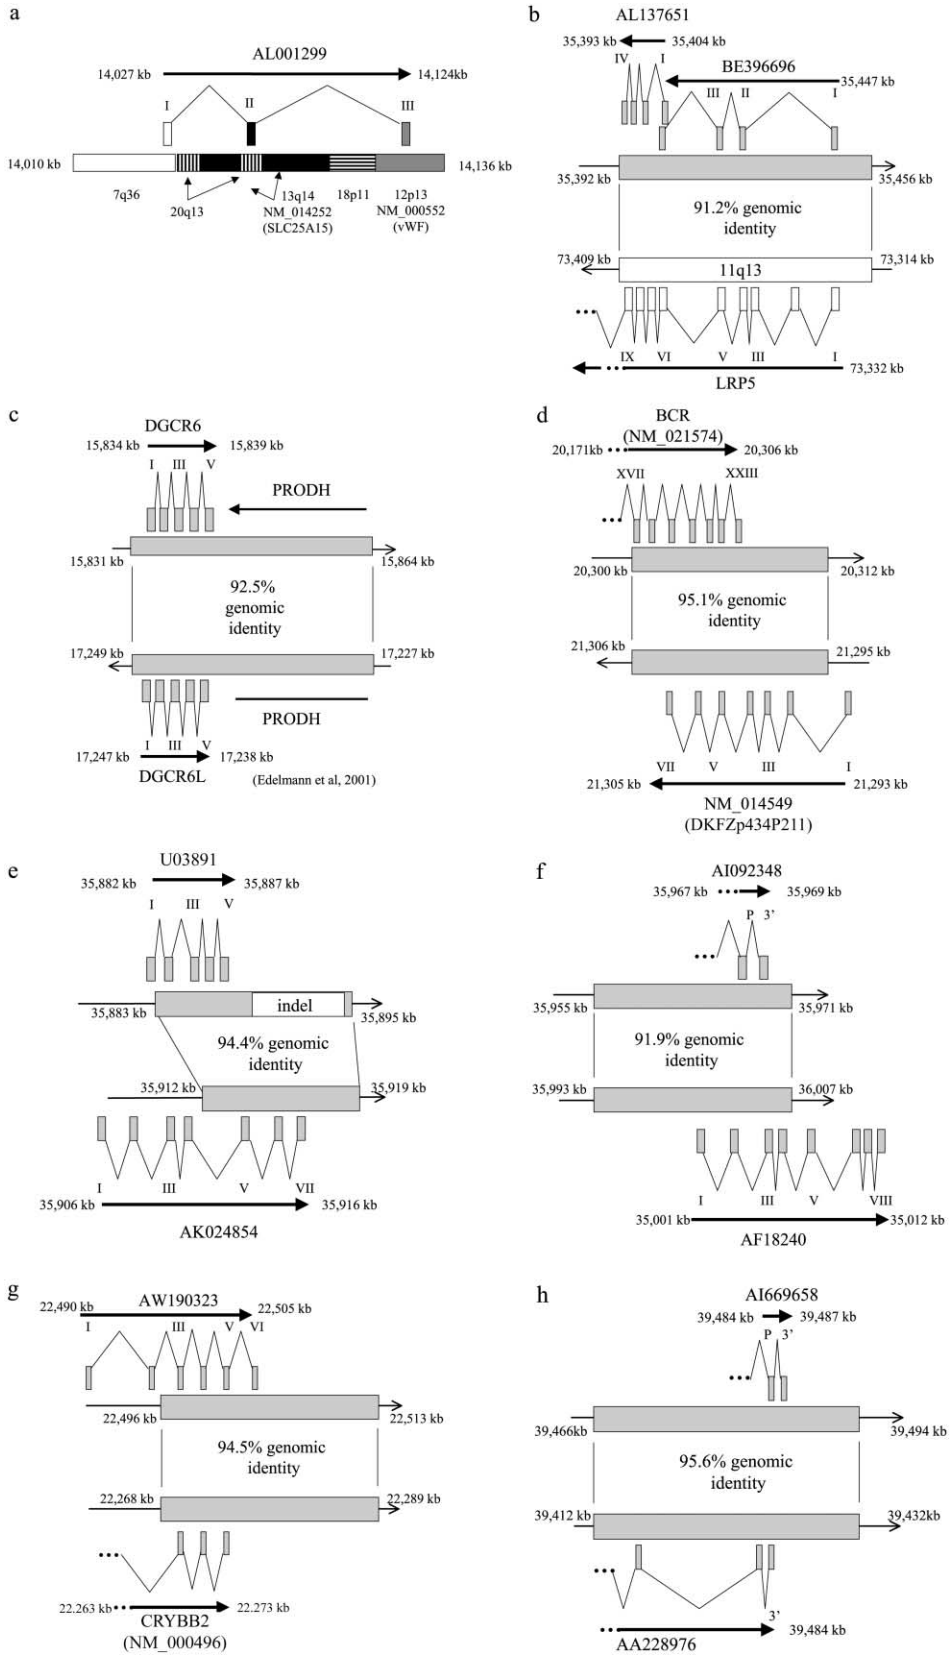 a
AL001299
14,027 kb
14,124kb
I
II
III
14,010 kb
14,136 kb
7q36
20q13
13q14
NM_014252
(SLC25A15)
18p11
12p13
NM_000552
(vWF)
b
AL137651
35,393 kb
35,404 kb
IV
I
BE396696
35,447 kb
III
II
I
35,392 kb
35,456 kb
91.2% genomic
identity
73,409 kb
73,314 kb
11q13
IX
VI
V
III
I
73,332 kb
LRP5
c
DGCR6
15,834 kb
15,839 kb
I
III
V
PRODH
15,831 kb
15,864 kb
92.5%
genomic
identity
17,249 kb
17,227 kb
I
III
V
PRODH
17,247 kb
17,238 kb
DGCR6L
(Edelmann et al, 2001)
d
BCR
(NM_021574)
20,171kb
20,306 kb
XVII
XXIII
20,300 kb
20,312 kb
95.1% genomic
identity
21,306 kb
21,295 kb
VII
V
III
I
21,305 kb
21,293 kb
NM_014549
(DKFZp434P211)
e
U03891
35,882 kb
35,887 kb
I
III
V
indel
35,883 kb
35,895 kb
94.4% genomic
identity
35,912 kb
35,919 kb
I
III
V
VII
35,906 kb
35,916 kb
AK024854
f
AI092348
35,967 kb
35,969 kb
P
3'
35,955 kb
35,971 kb
91.9% genomic
identity
35,993 kb
36,007 kb
I
III
V
VIII
35,001 kb
35,012 kb
AF18240
g
22,490 kb
AW190323
22,505 kb
I
III
V
VI
22,496 kb
22,513 kb
94.5% genomic
identity
22,268 kb
22,289 kb
22.263 kb
22.273 kb
CRYBB2
(NM_000496)
h
AI669658
39,484 kb
39,487 kb
P
3'
39,466kb
39,494 kb
95.6% genomic
identity
39,412 kb
39,432kb
3'
39,484 kb
AA228976